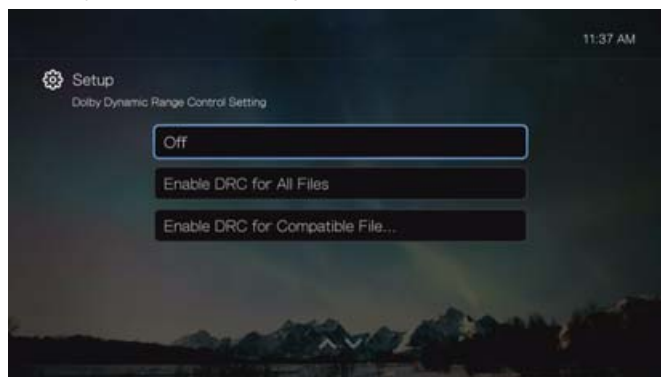 11:37 AM
Setup
Dolby Dynamic Range Control Setting
Off
Enable DRC for All Files
Enable DRC for Compatible File...